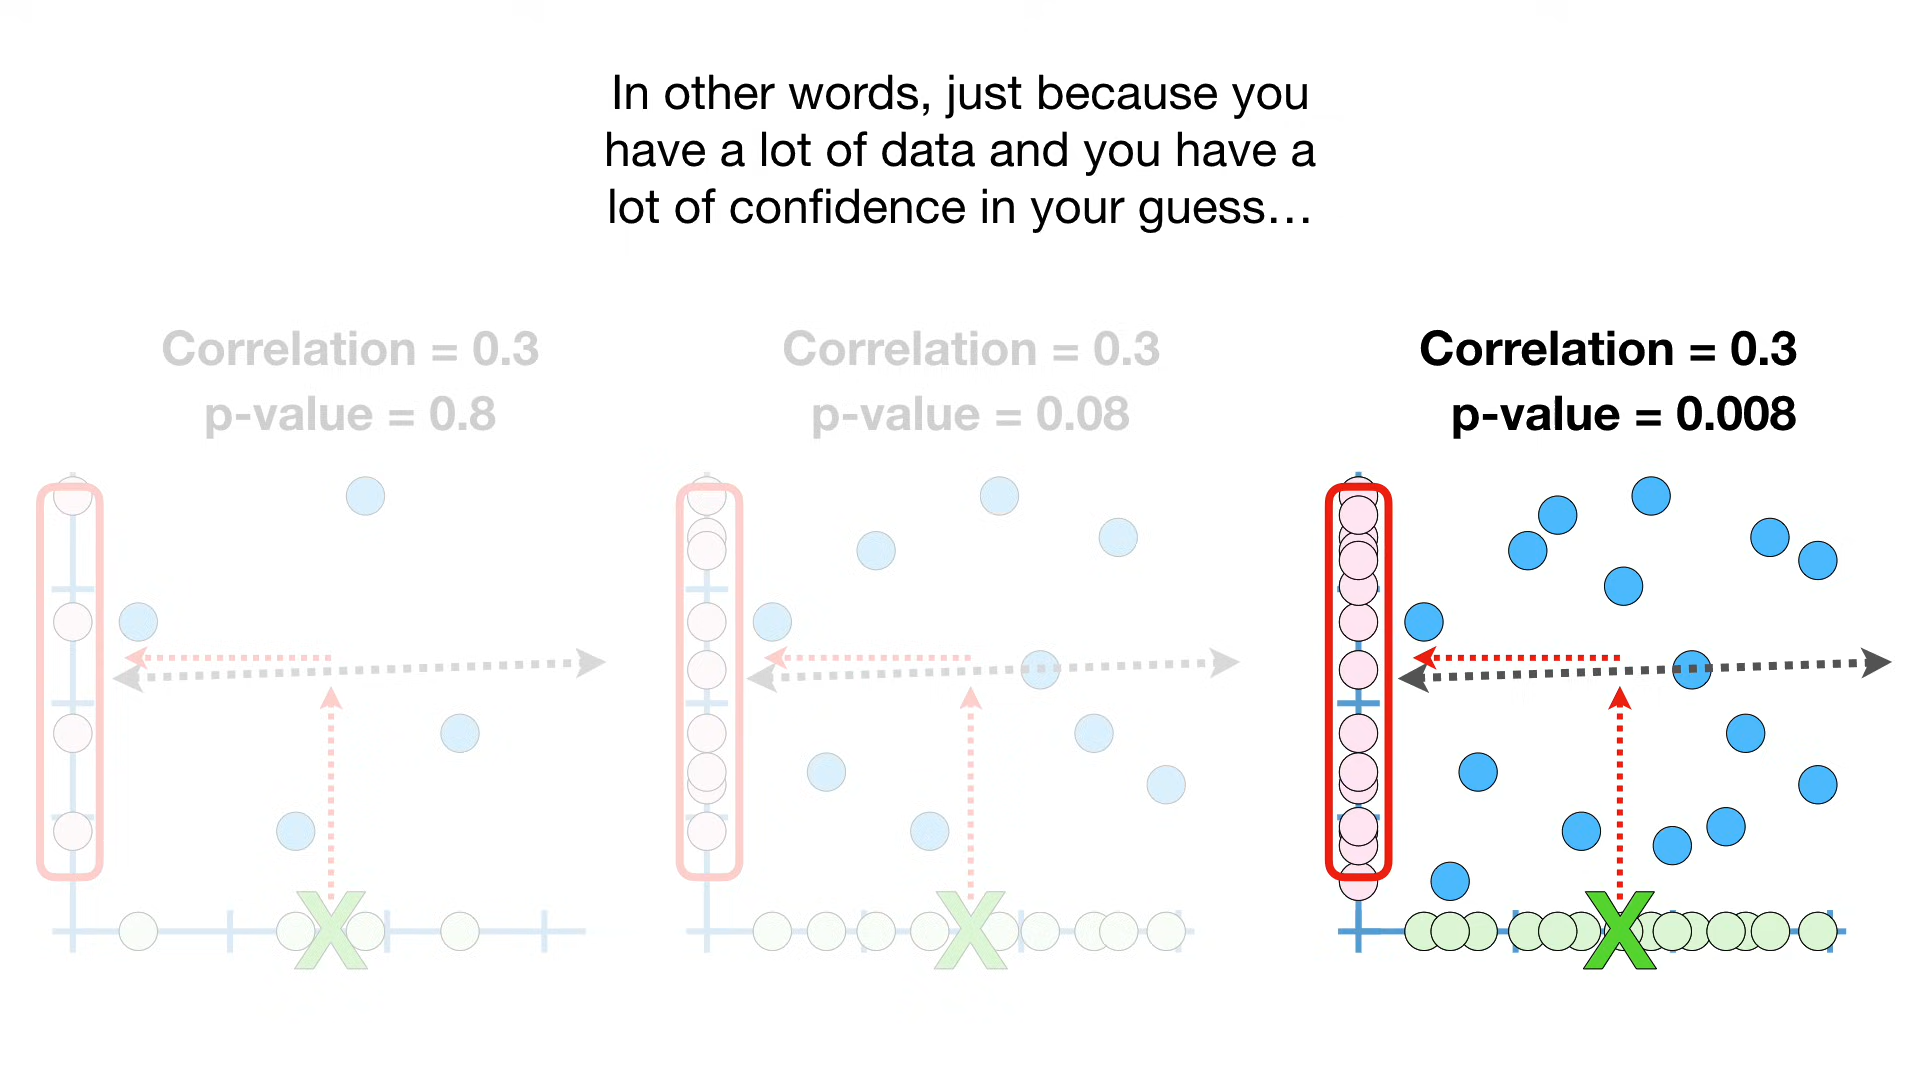 In other words, just because you
have a lot of data and you have a
lot of confidence in your guess…
Correlation = 0.3
p-value = 0.8
Correlation = 0.3
p-value = 0.08
Correlation = 0.3
p-value = 0.008
X
X
X